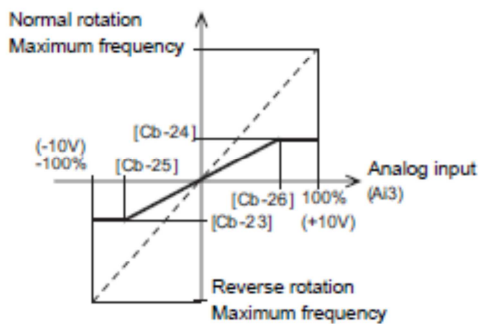 Normal rotation
Maximum frequency
[Cb-24]
(-10V)
-100%
[Cb-25]
Analog input
(Ai3)
[Cb-26]
100%
(+10V)
[Cb-23]
Reverse rotation
Maximum frequency